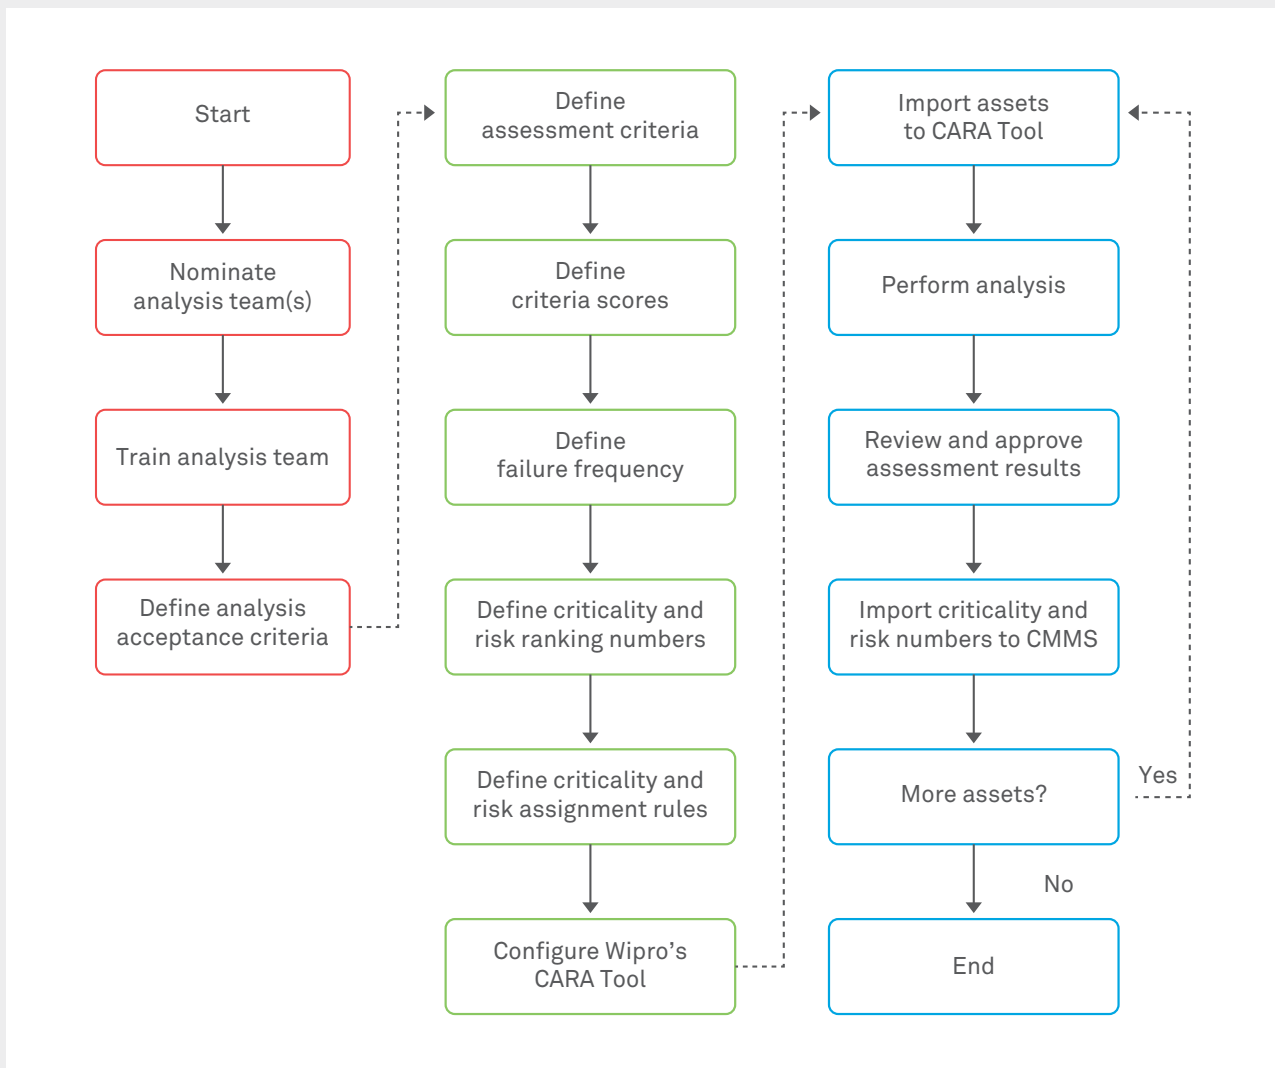 Start
Nominate
analysis team(s)
Train analysis team
Define analysis
acceptance criteria
Define
assessment criteria
Define
criteria scores
Define
failure frequency
Define criticality and
risk ranking numbers
Define criticality and
risk assignment rules
Configure Wipro’s
CARA Tool
Import assets
to CARA Tool
Perform analysis
Review and approve
assessment results
Import criticality and
risk numbers to CMMS
More assets?
Yes
No
End